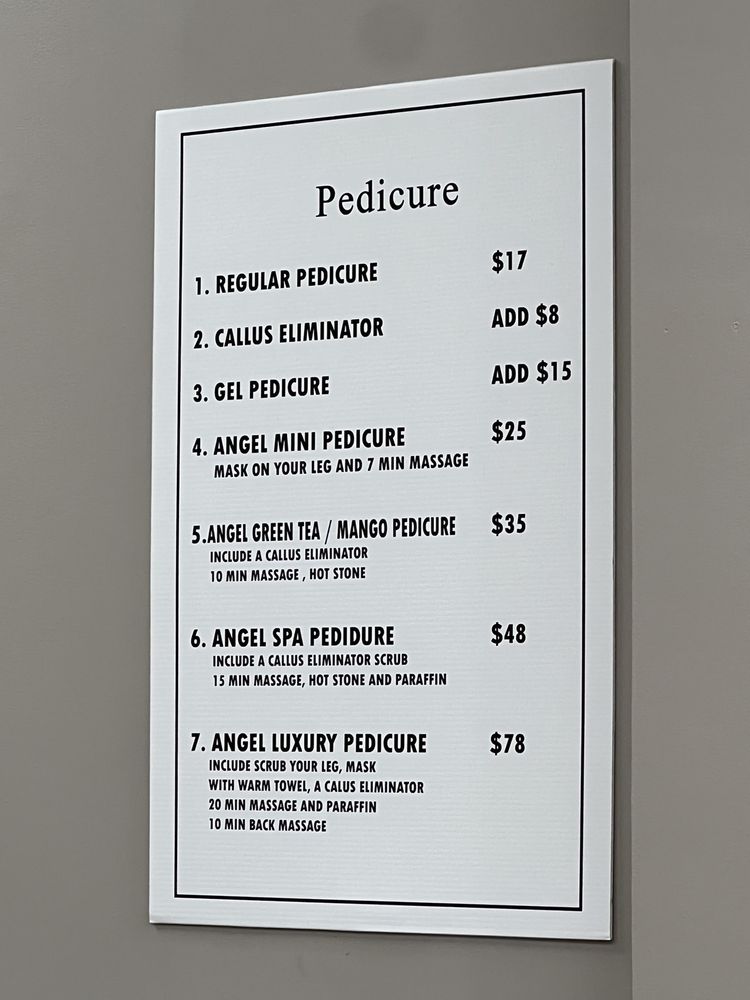 Pedicure
1. REGULAR PEDICURE $17
2. CALLUS ELIMINATOR ADD $8
3. GEL PEDICURE ADD $15
4. ANGEL MINI PEDICURE $25
MASK ON YOUR LEG AND 7 MIN MASSAGE
5.ANGEL GREEN TEA / MANGO PEDICURE $35
INCLUDE A CALLUS ELIMINATOR
10 MIN MASSAGE , HOT STONE
6. ANGEL SPA PEDIDURE $48
INCLUDE A CALLUS ELIMINATOR SCRUB
15 MIN MASSAGE, HOT STONE AND PARAFFIN
7. ANGEL LUXURY PEDICURE $78
INCLUDE SCRUB YOUR LEG, MASK
WITH WARM TOWEL, A CALUS ELIMINATOR
20 MIN MASSAGE AND PARAFFIN
10 MIN BACK MASSAGE